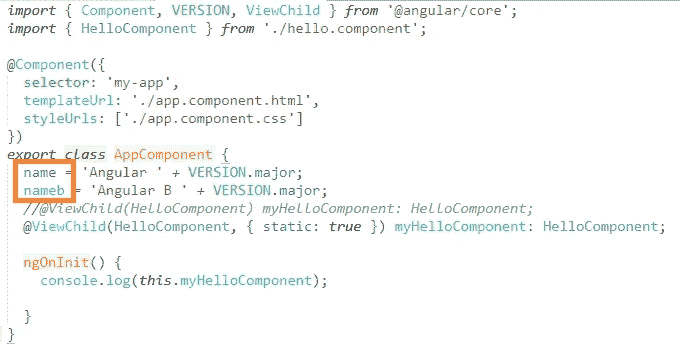 import { Component, VERSION, ViewChild } from '@angular/core';
import { HelloComponent } from './hello.component';
@Component({
  selector: 'my-app',
  templateUrl: './app.component.html',
  styleUrls: ['./app.component.css']
})
export class AppComponent {
  name = 'Angular ' + VERSION.major;
  nameb = 'Angular B ' + VERSION.major;
  //@ViewChild(HelloComponent) myHelloComponent: HelloComponent;
  @ViewChild(HelloComponent, { static: true }) myHelloComponent: HelloComponent;
  ngOnInit() {
    console.log(this.myHelloComponent);
  }
}